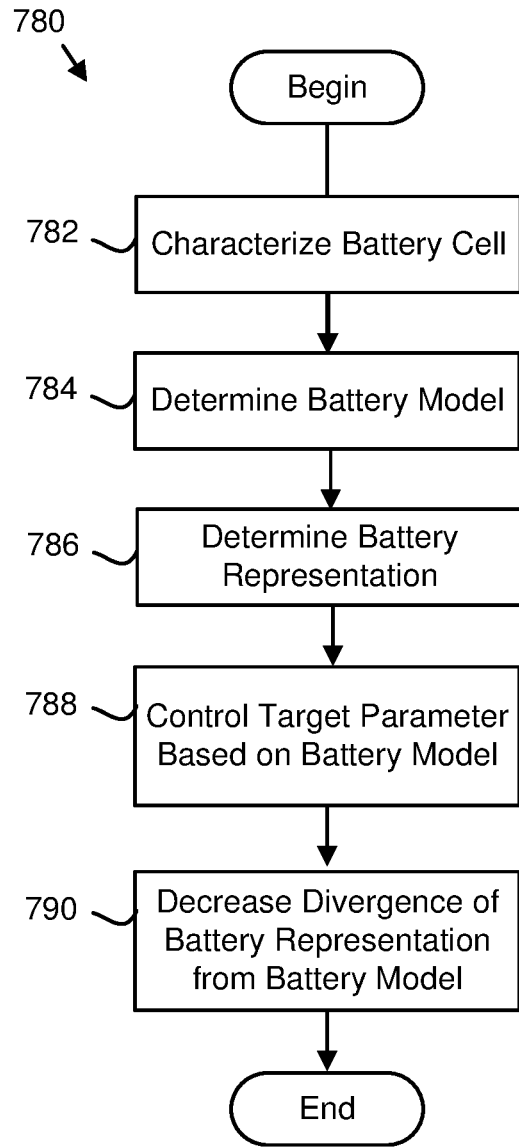 780
Begin
782
Characterize Battery Cell
784
Determine Battery Model
786
Determine Battery
Representation
788
Control Target Parameter
Based on Battery Model
790
Decrease Divergence of
Battery Representation
from Battery Model
End